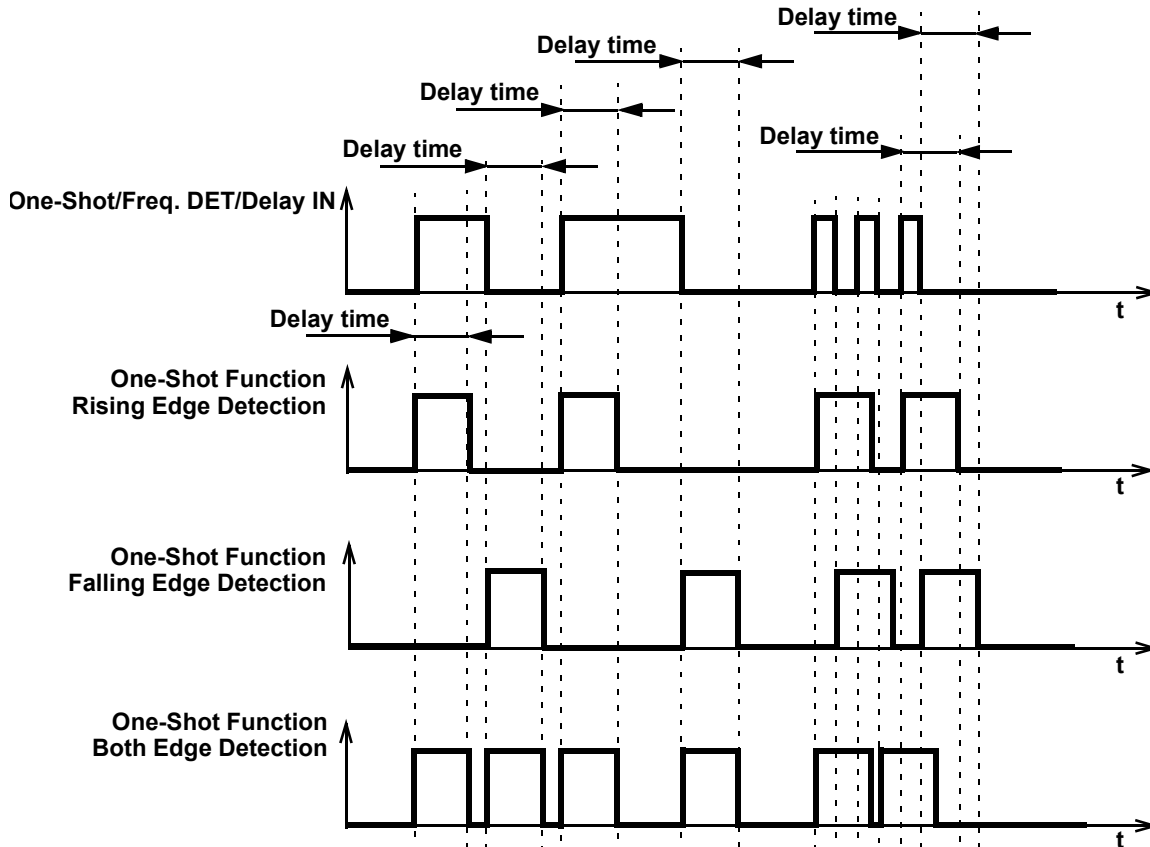 Delay time
Delay time
Delay time
Delay time
Delay time
One-Shot/Freq. DET/Delay IN
t
Delay time
One-Shot Function
Rising Edge Detection
t
One-Shot Function
Falling Edge Detection
t
One-Shot Function
Both Edge Detection
t